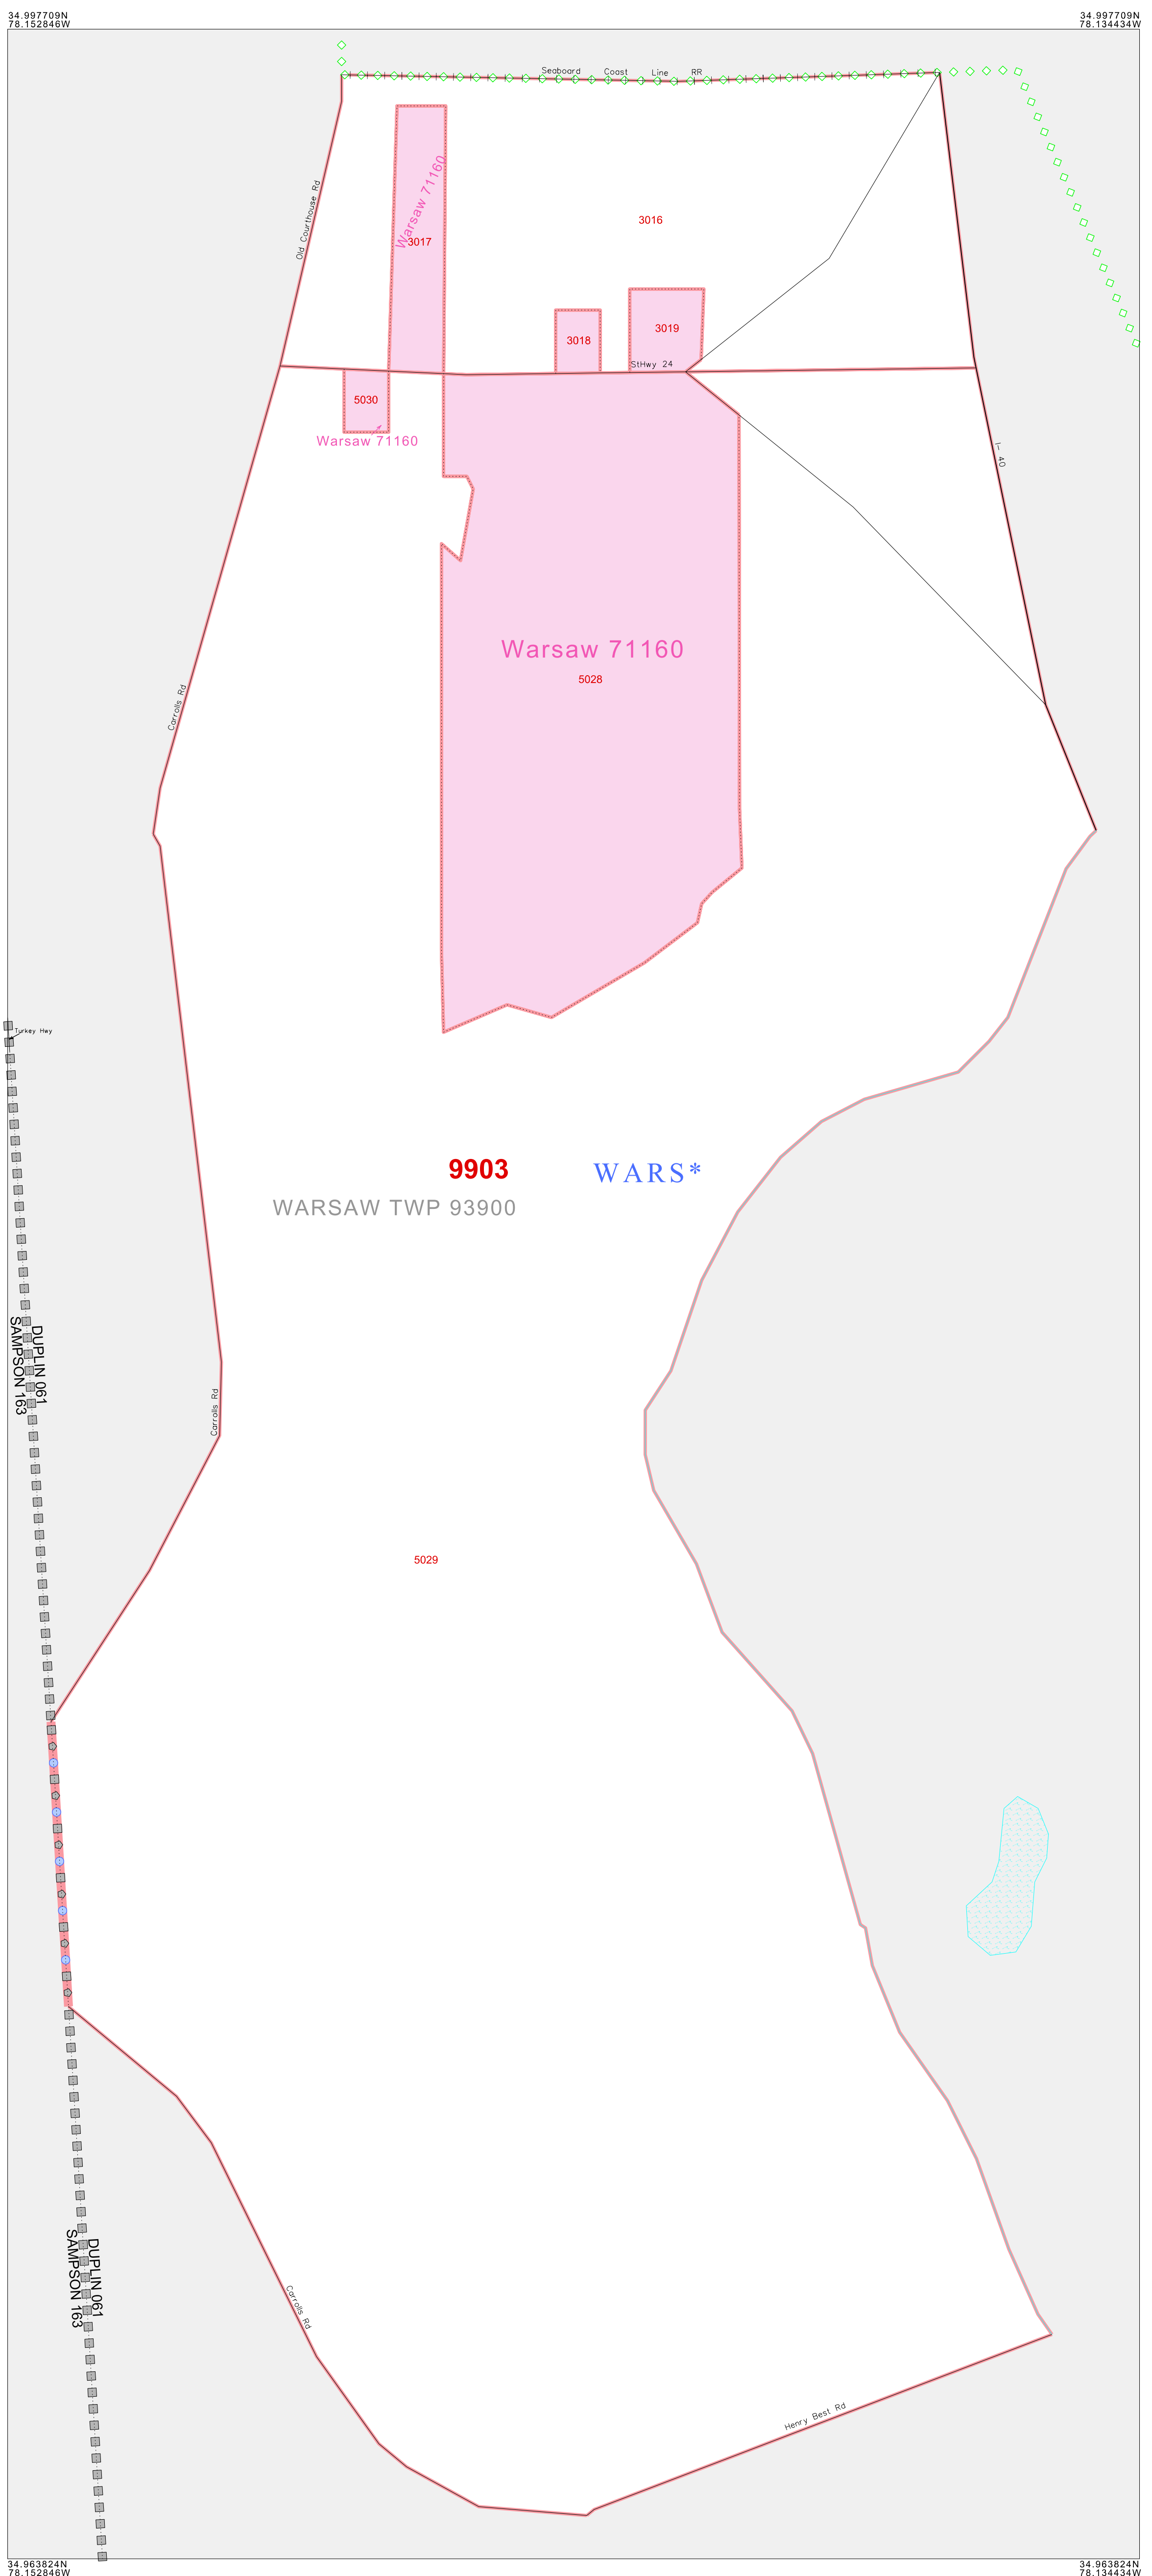 34.997709N
78.152846W
34.997709N
78.134434W
Seaboard Coast Line RR
Old Courthouse Rd
Warsaw 71160
3017
3016
3018
3019
StHwy 24
5030
Warsaw 71160
I- 40
Warsaw 71160
5028
Carrolls Rd
Turkey Hwy
9903
WARS*
WARSAW TWP 93900
DUPLIN 061
SAMPSON 163
Carrolls Rd
5029
DUPLIN 061
SAMPSON 163
Carrolls Rd
Henry Best Rd
34.963824N
78.152846W
34.963824N
78.134434W